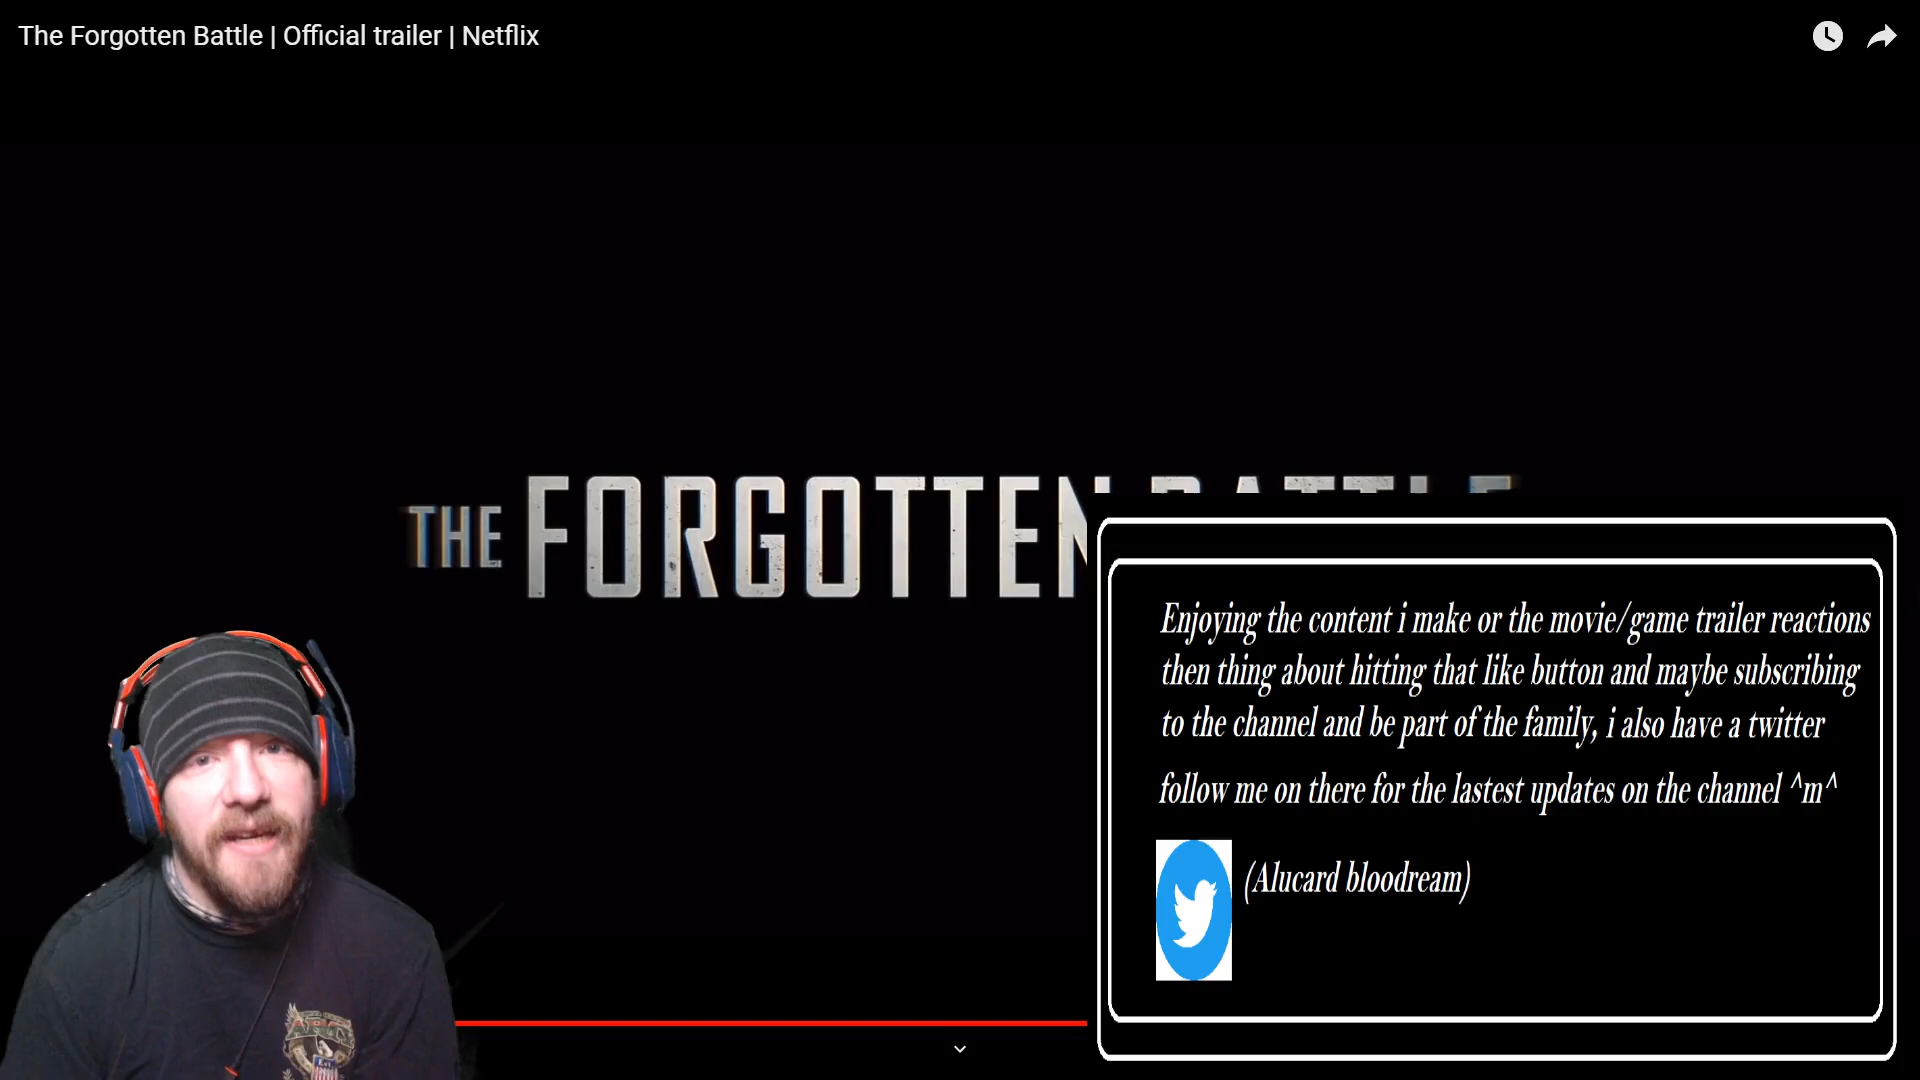 The Forgotten Battle | Official trailer | Netflix
THE FORGOTTEN BATTLE
Enjoying the content i make or the movie/game trailer reactions
then thing about hitting that like button and maybe subscribing
to the channel and be part of the family, i also have a twitter
follow me on there for the lastest updates on the channel ^m^
(Alucard bloodream)